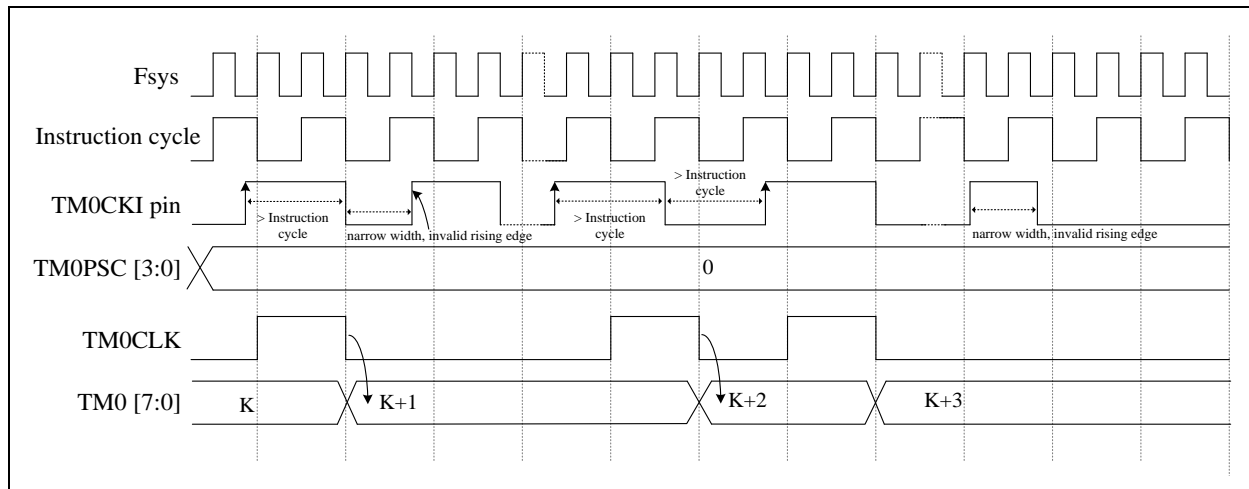 Fsys
Instruction cycle
TM0CKI pin
> Instruction
cycle
narrow width, invalid rising edge
> Instruction
cycle
> Instruction
cycle
narrow width, invalid rising edge
TM0PSC [3:0]
0
TM0CLK
TM0 [7:0]
K
K+1
K+2
K+3